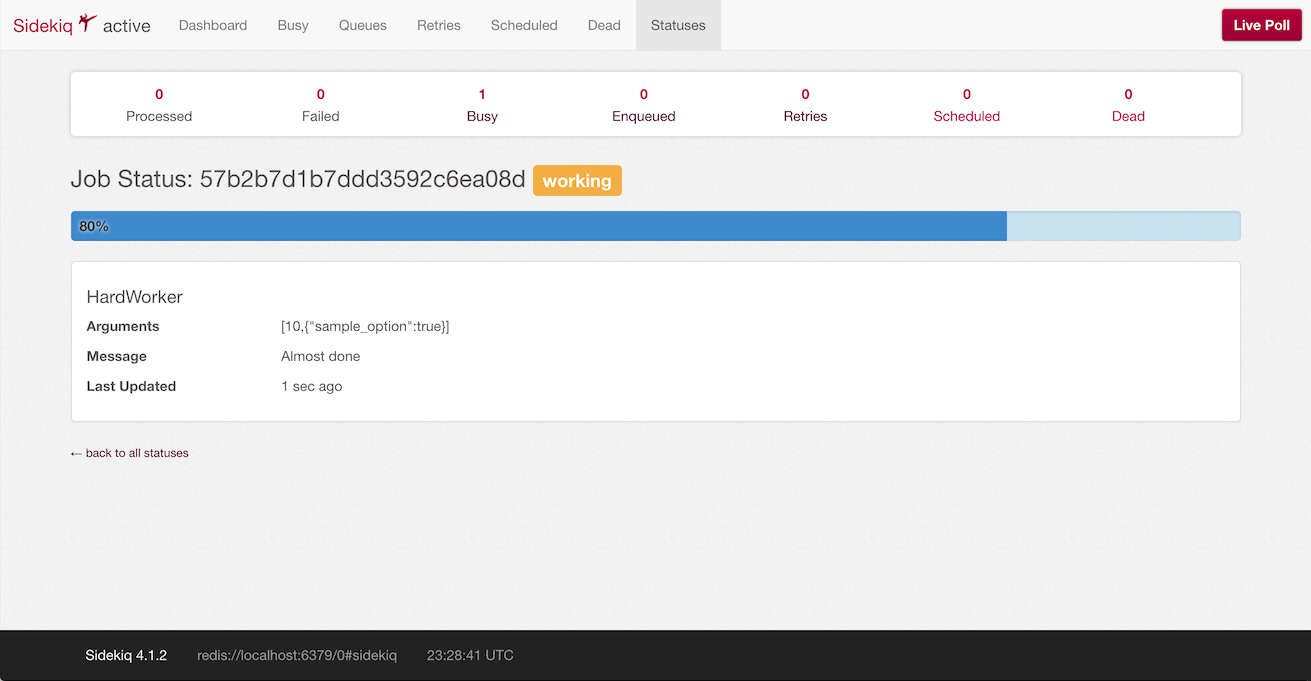 Sidekiq active Dashboard Busy Queues Retries Scheduled Dead Statuses Live Poll
0 0 1 0 0 0 0
Processed Failed Busy Enqueued Retries Scheduled Dead
Job Status: 57b2b7d1b7ddd3592c6ea08d working
80%
HardWorker
Arguments [10,{"sample_option":true}]
Message Almost done
Last Updated 1 sec ago
← back to all statuses
Sidekiq 4.1.2 redis://localhost:6379/0#sidekiq 23:28:41 UTC